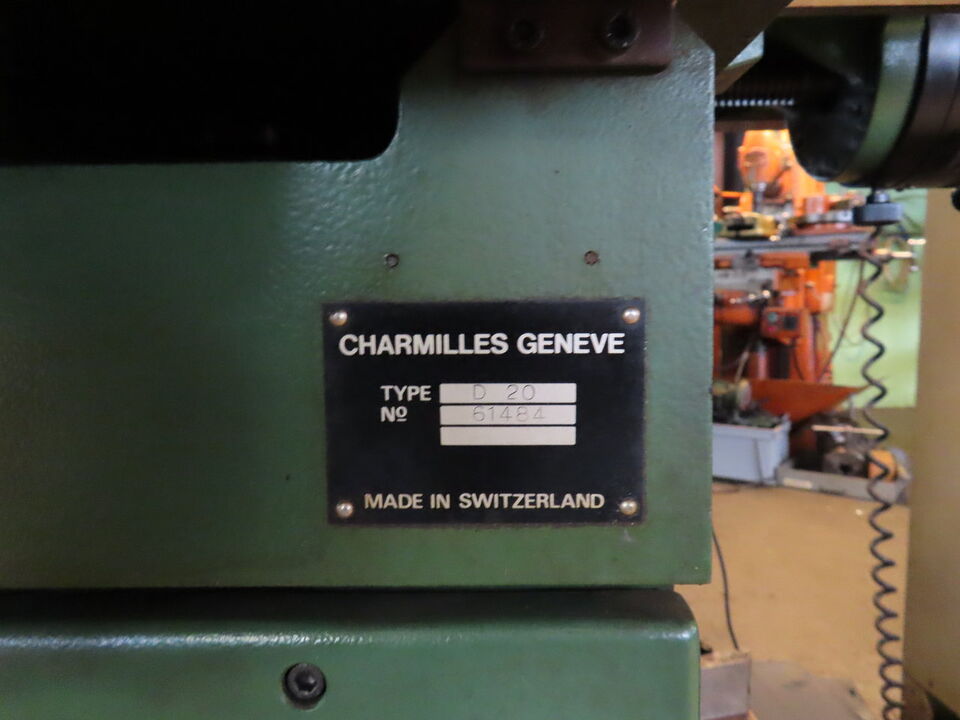 CHARMILLES GENEVE
TYPE D 20
Nº 61484
MADE IN SWITZERLAND